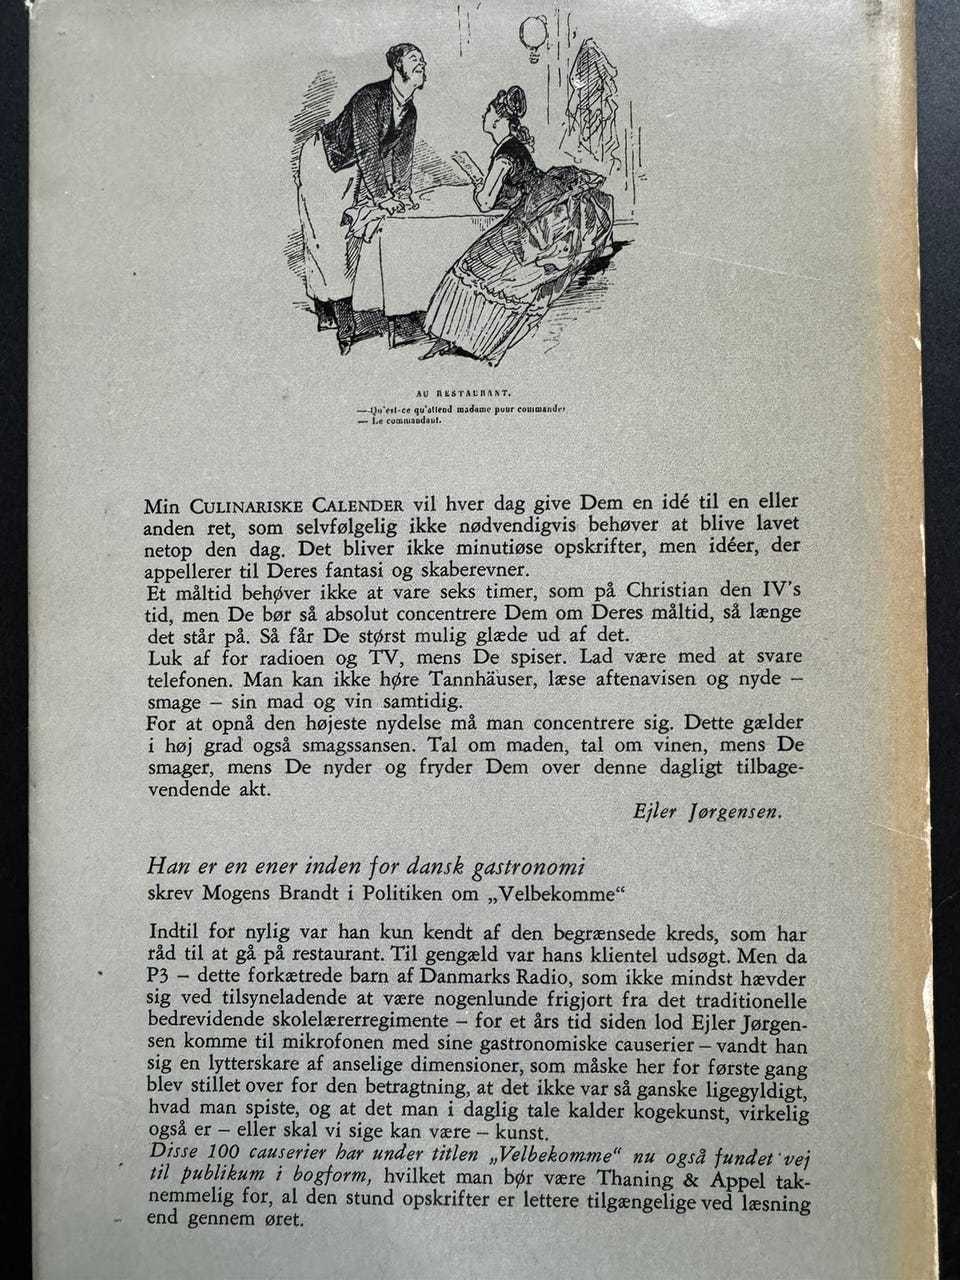 AU RESTAURANT.
— Qu'est-ce qu'attend madame pour commander
— Le commandant.
Min CULINARISKE CALENDER vil hver dag give Dem en idé til en eller
anden ret, som selvfølgelig ikke nødvendigvis behøver at blive lavet
netop den dag. Det bliver ikke minutiøse opskrifter, men idéer, der
appellerer til Deres fantasi og skaberevner.
Et måltid behøver ikke at vare seks timer, som på Christian den IV's
tid, men De bør så absolut concentrere Dem om Deres måltid, så længe
det står på. Så får De størst mulig glæde ud af det.
Luk af for radioen og TV, mens De spiser. Lad være med at svare
telefonen. Man kan ikke høre Tannhäuser, læse aftenavisen og nyde –
smage – sin mad og vin samtidig.
For at opnå den højeste nydelse må man concentrere sig. Dette gælder
i høj grad også smagssansen. Tal om maden, tal om vinen, mens De
smager, mens De nyder og fryder Dem over denne dagligt tilbage-
vendende akt.
Ejler Jørgensen.
Han er en ener inden for dansk gastronomi
skrev Mogens Brandt i Politiken om „Velbekomme“
Indtil for nylig var han kun kendt af den begrænsede kreds, som har
råd til at gå på restaurant. Til gengæld var hans klientel udsøgt. Men da
P3 – dette forkætrede barn af Danmarks Radio, som ikke mindst hævder
sig ved tilsyneladende at være nogenlunde frigjort fra det traditionelle
bedrevidende skolelærerregimente – for et års tid siden lod Ejler Jørgen-
sen komme til mikrofonen med sine gastronomiske causerier – vandt han
sig en lytterskare af anselige dimensioner, som måske her for første gang
blev stillet over for den betragtning, at det ikke var så ganske ligegyldigt,
hvad man spiste, og at det man i daglig tale kalder kogekunst, virkelig
også er – eller skal vi sige kan være – kunst.
Disse 100 causerier har under titlen „Velbekomme“ nu også fundet vej
til publikum i bogform, hvilket man bør være Thaning & Appel tak-
nemmelig for, al den stund opskrifter er lettere tilgængelige ved læsning
end gennem øret.